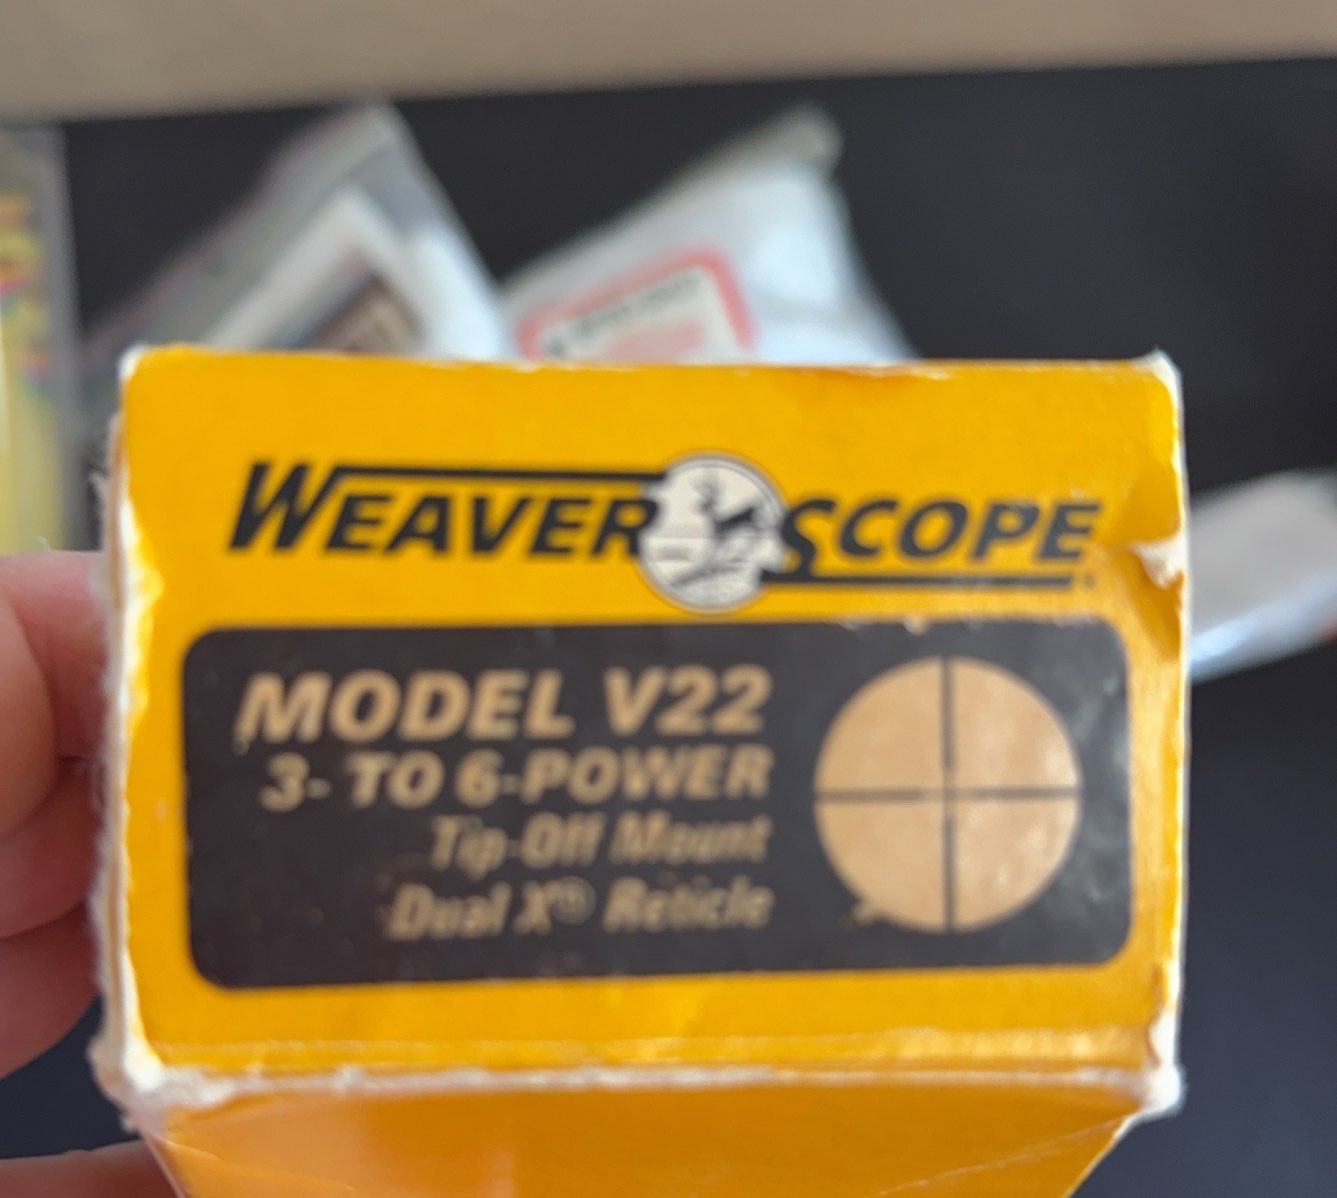 WEAVER SCOPE
MODEL V22
3- TO 6-POWER
Tip-Off Mount
Dual X® Reticle